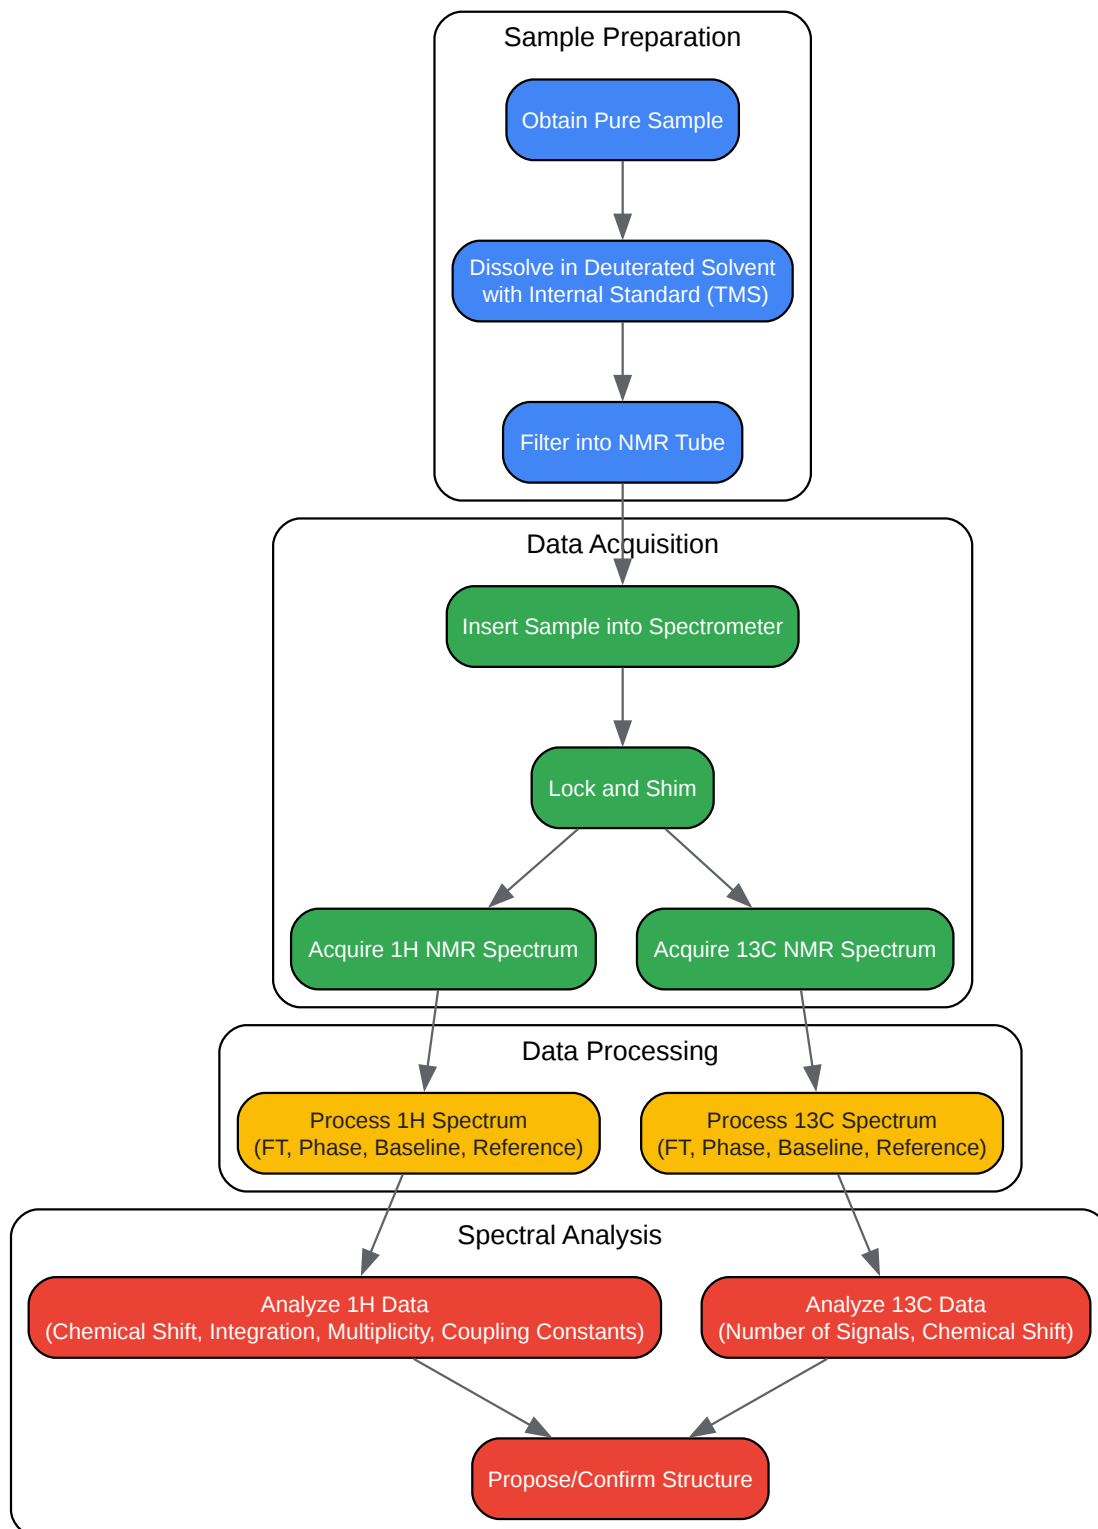 Sample Preparation
Obtain Pure Sample
Dissolve in Deuterated Solvent
with Internal Standard (TMS)
Filter into NMR Tube
Data Acquisition
Insert Sample into Spectrometer
Lock and Shim
Acquire 1H NMR Spectrum
Acquire 13C NMR Spectrum
Data Processing
Process 1H Spectrum
(FT, Phase, Baseline, Reference)
Process 13C Spectrum
(FT, Phase, Baseline, Reference)
Spectral Analysis
Analyze 1H Data
(Chemical Shift, Integration, Multiplicity, Coupling Constants)
Analyze 13C Data
(Number of Signals, Chemical Shift)
Propose/Confirm Structure